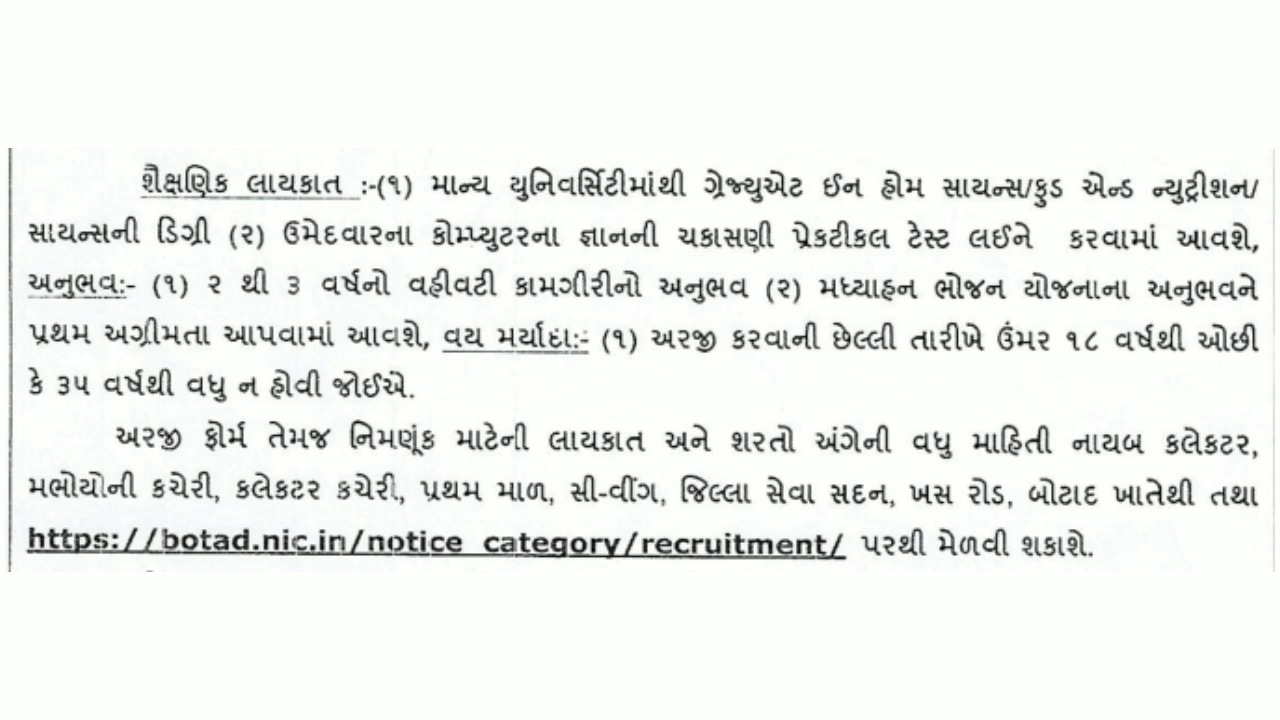 શૈક્ષણિક લાયકાત :-(૧) માન્ય યુનિવર્સિટીમાંથી ગ્રેજ્યુએટ ઈન હોમ સાયન્સ/ફુડ એન્ડ ન્યુટ્રીશન/
સાયન્સની ડિગ્રી (૨) ઉમેદવારના કોમ્પ્યુટરના જ્ઞાનની ચકાસણી પ્રેકટીકલ ટેસ્ટ લઈને કરવામાં આવશે,
અનુભવ:- (૧) ૨ થી ૩ વર્ષનો વહીવટી કામગીરીનો અનુભવ (૨) મધ્યાહન ભોજન યોજનાના અનુભવને
પ્રથમ અગ્રીમતા આપવામાં આવશે, વય મર્યાદા:- (૧) અરજી કરવાની છેલ્લી તારીખે ઉંમર ૧૮ વર્ષથી ઓછી
કે ૩૫ વર્ષથી વધુ ન હોવી જોઈએ.
અરજી ફોર્મ તેમજ નિમણૂંક માટેની લાયકાત અને શરતો અંગેની વધુ માહિતી નાયબ કલેકટર,
મભોયોની કચેરી, કલેકટર કચેરી, પ્રથમ માળ, સી-વીંગ, જિલ્લા સેવા સદન, ખસ રોડ, બોટાદ ખાતેથી તથા
https://botad.nic.in/notice_category/recruitment/ પરથી મેળવી શકાશે.